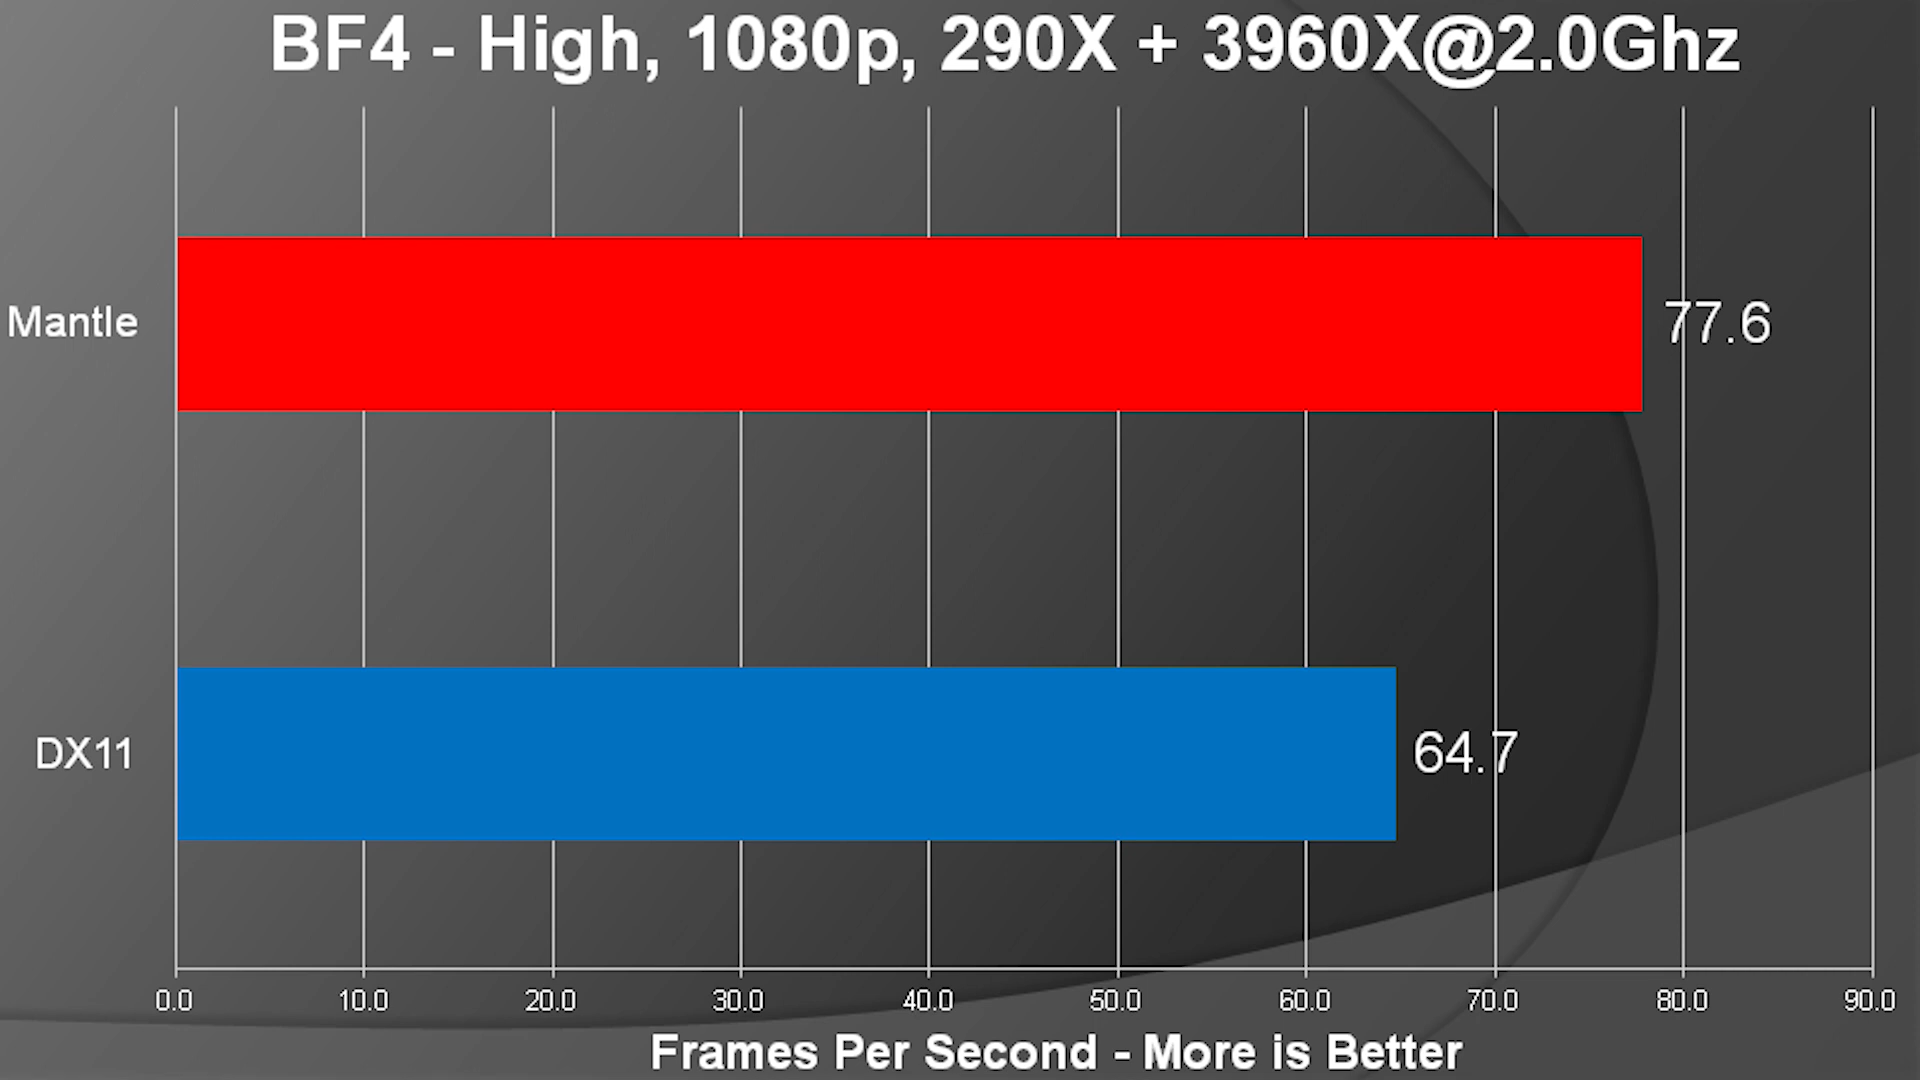 BF4 - High, 1080p, 290X + 3960X@2.0Ghz
Mantle
77.6
DX11
64.7
0.0 10.0 20.0 30.0 40.0 50.0 60.0 70.0 80.0 90.0
Frames Per Second - More is Better